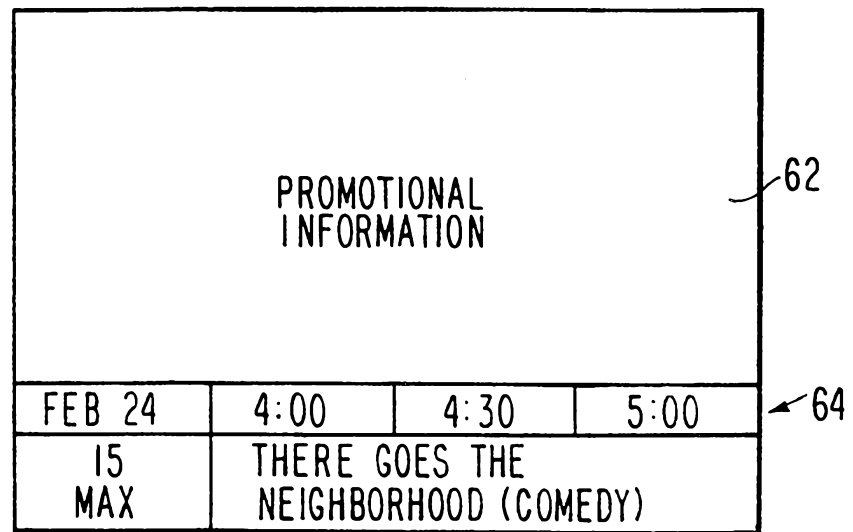 PROMOTIONAL
INFORMATION
62
FEB 24 4:00 4:30 5:00
64
15 THERE GOES THE
MAX NEIGHBORHOOD (COMEDY)